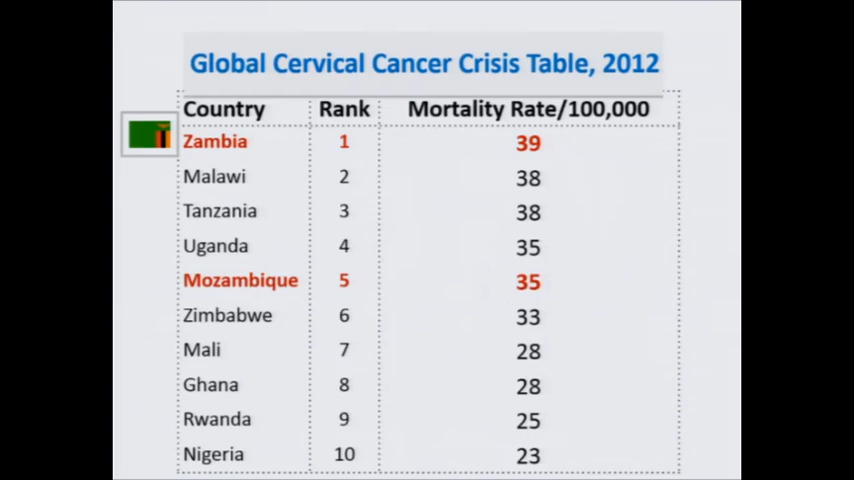 Global Cervical Cancer Crisis Table, 2012
Country Rank Mortality Rate/100,000
Zambia 1 39
Malawi 2 38
Tanzania 3 38
Uganda 4 35
Mozambique 5 35
Zimbabwe 6 33
Mali 7 28
Ghana 8 28
Rwanda 9 25
Nigeria 10 23